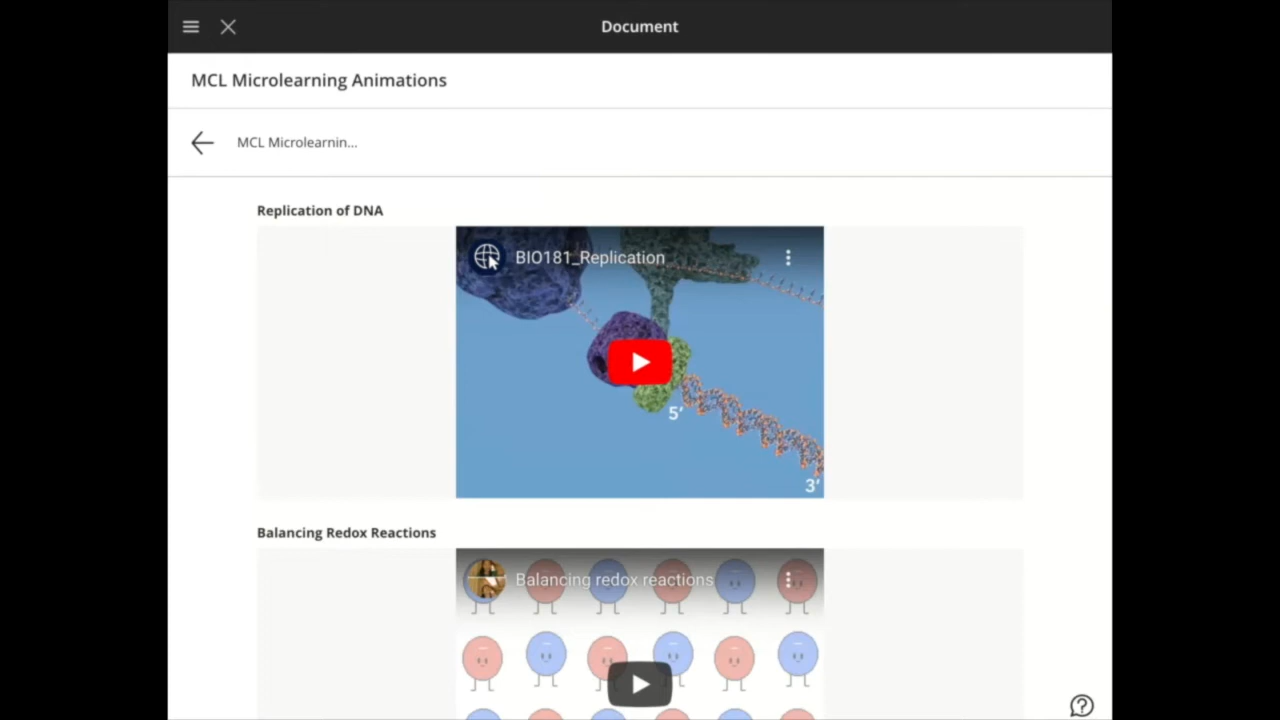 Document
MCL Microlearning Animations
MCL Microlearnin...
Replication of DNA
BIO181_Replication
5′
3′
Balancing Redox Reactions
Balancing redox reactions